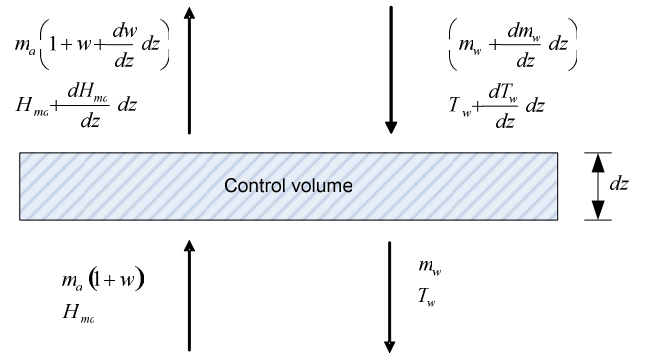 m_a(1 + w + dw/dz dz)
(m_w + dm_w/dz dz)
H_ma + dH_ma/dz dz
T_w + dT_w/dz dz
Control volume
dz
m_a (1 + w)
H_ma
m_w
T_w